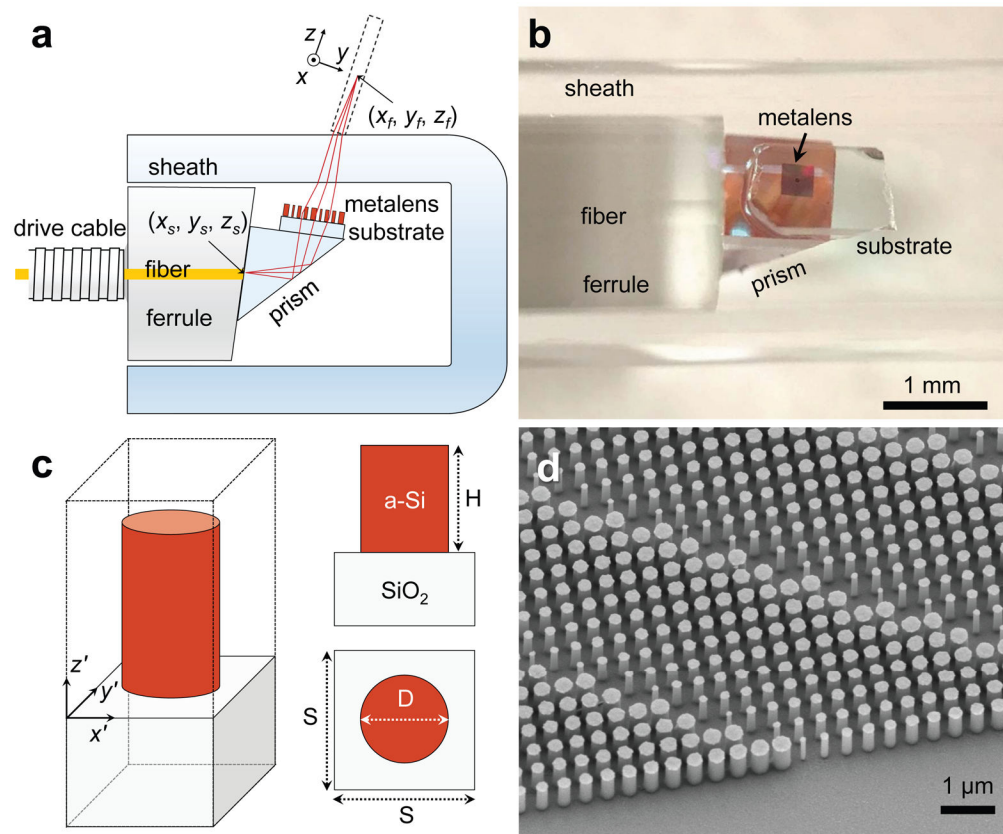 a
z
y
x
(x_f, y_f, z_f)
sheath
(x_s, y_s, z_s)
metalens
substrate
drive cable
fiber
prism
ferrule
b
sheath
metalens
fiber
substrate
prism
ferrule
1 mm
c
a-Si
H
SiO₂
z'
y'
x'
D
S
S
d
1 μm